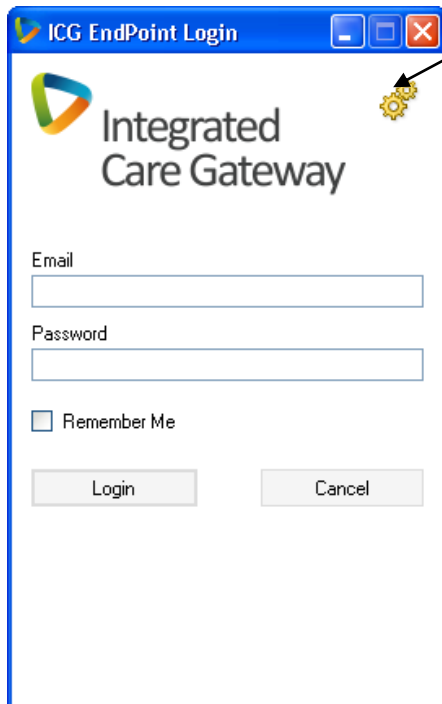 ICG EndPoint Login
Integrated
Care Gateway
Email
Password
Remember Me
Login
Cancel